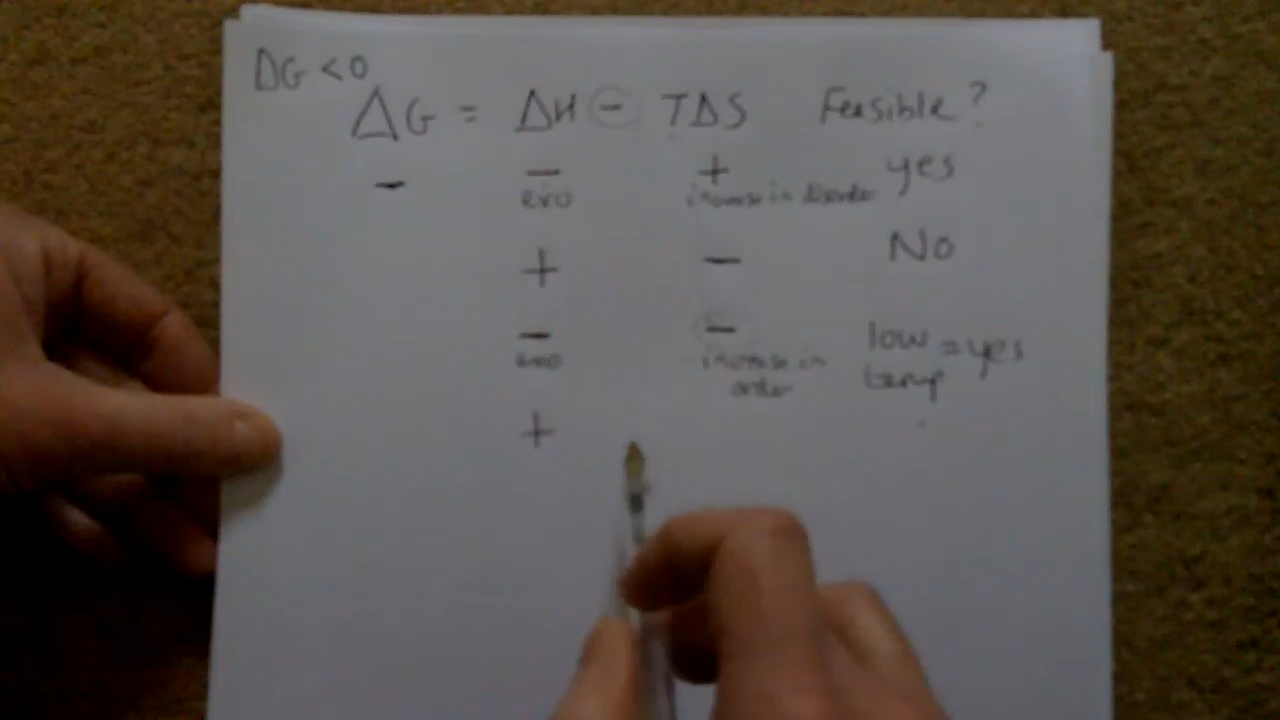 ΔG < 0
ΔG = ΔH - TΔS Feasible?
- - + yes
exo increase in disorder
+ - No
- - low temp = yes
exo increase in order
+